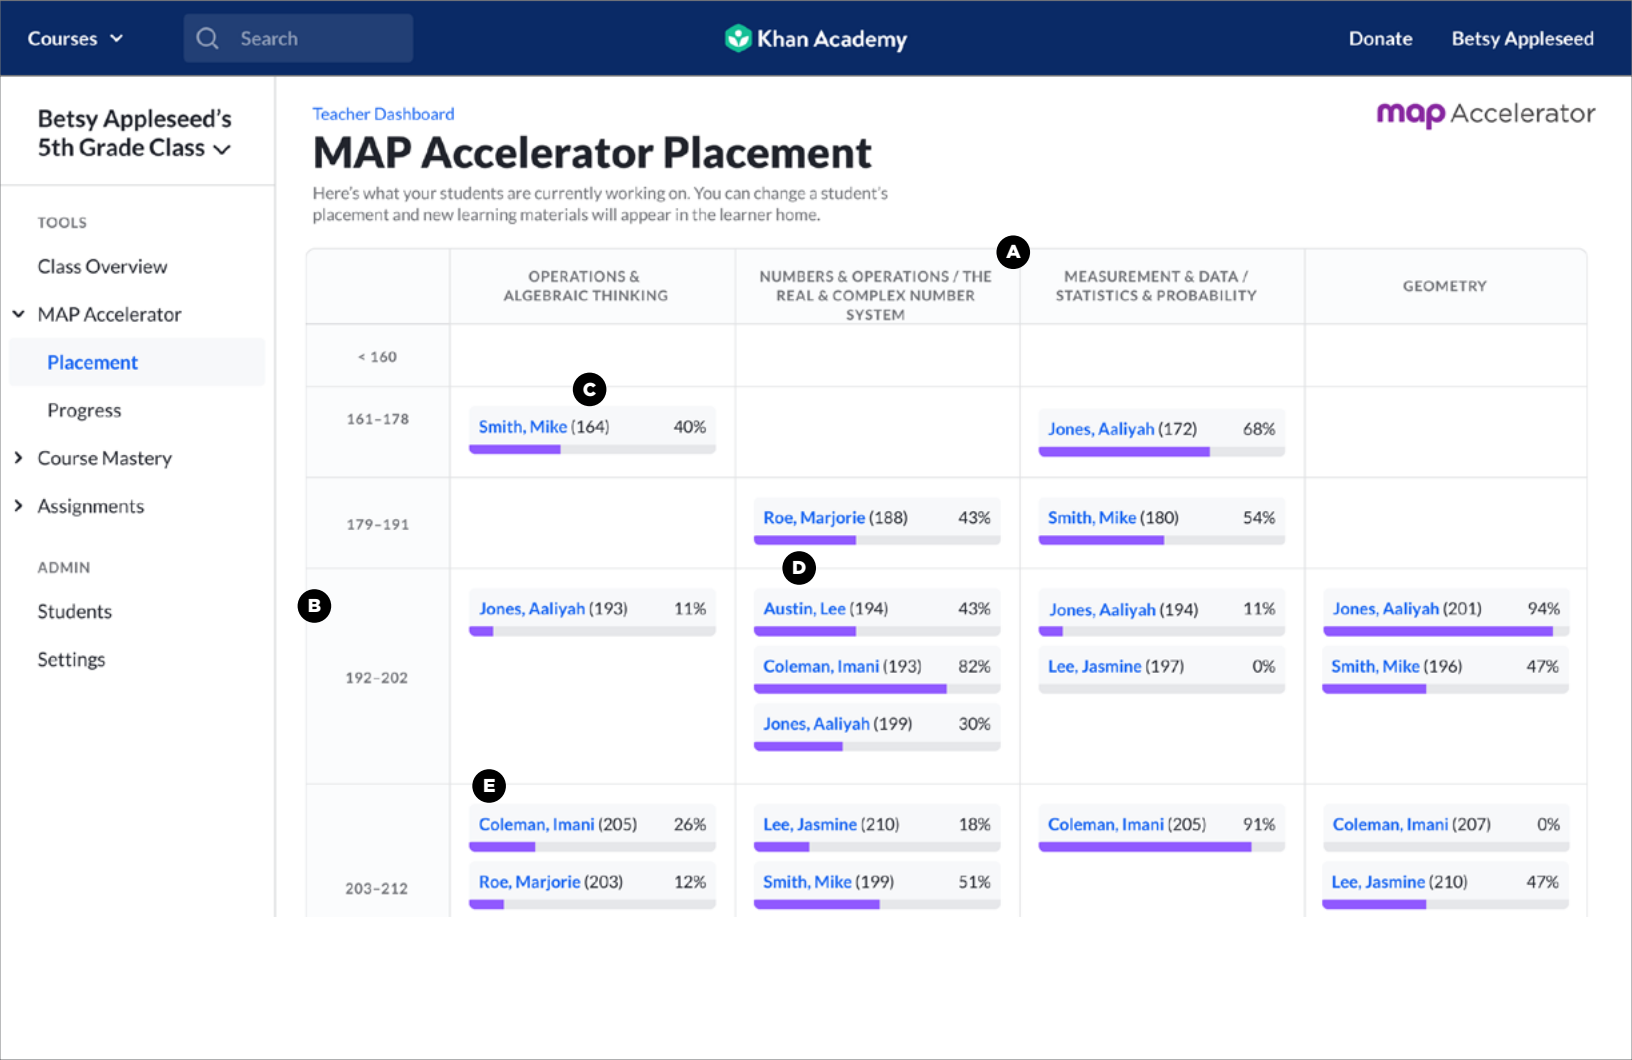 Courses
Search
Khan Academy
Donate
Betsy Appleseed
Betsy Appleseed’s
5th Grade Class
TOOLS
Class Overview
MAP Accelerator
Placement
Progress
Course Mastery
Assignments
ADMIN
Students
Settings
Teacher Dashboard
map Accelerator
MAP Accelerator Placement
Here’s what your students are currently working on. You can change a student’s
placement and new learning materials will appear in the learner home.
A
OPERATIONS &
ALGEBRAIC THINKING
NUMBERS & OPERATIONS / THE
REAL & COMPLEX NUMBER
SYSTEM
MEASUREMENT & DATA /
STATISTICS & PROBABILITY
GEOMETRY
< 160
C
161–178
Smith, Mike (164) 40%
Jones, Aaliyah (172) 68%
179–191
Roe, Marjorie (188) 43%
Smith, Mike (180) 54%
D
B
192–202
Jones, Aaliyah (193) 11%
Austin, Lee (194) 43%
Coleman, Imani (193) 82%
Jones, Aaliyah (199) 30%
Jones, Aaliyah (194) 11%
Lee, Jasmine (197) 0%
Jones, Aaliyah (201) 94%
Smith, Mike (196) 47%
E
203–212
Coleman, Imani (205) 26%
Roe, Marjorie (203) 12%
Lee, Jasmine (210) 18%
Smith, Mike (199) 51%
Coleman, Imani (205) 91%
Coleman, Imani (207) 0%
Lee, Jasmine (210) 47%